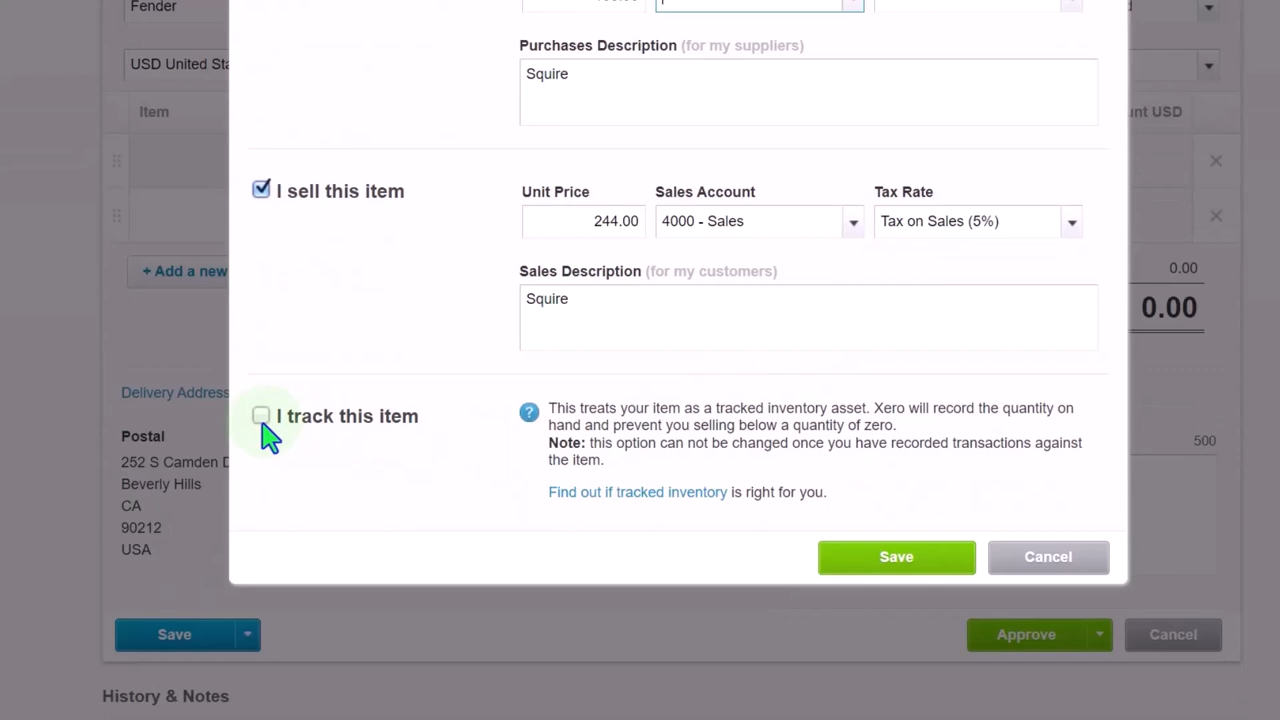 Fender
Purchases Description (for my suppliers)
USD United Sta
Squire
Item
unt USD
I sell this item
Unit Price
Sales Account
Tax Rate
244.00
4000 - Sales
Tax on Sales (5%)
+ Add a new
Sales Description (for my customers)
0.00
Squire
0.00
Delivery Address
I track this item
This treats your item as a tracked inventory asset. Xero will record the quantity on
hand and prevent you selling below a quantity of zero.
Note: this option can not be changed once you have recorded transactions against
the item.
Find out if tracked inventory is right for you.
Postal
252 S Camden D
Beverly Hills
CA
90212
USA
500
Save
Cancel
Save
Approve
Cancel
History & Notes